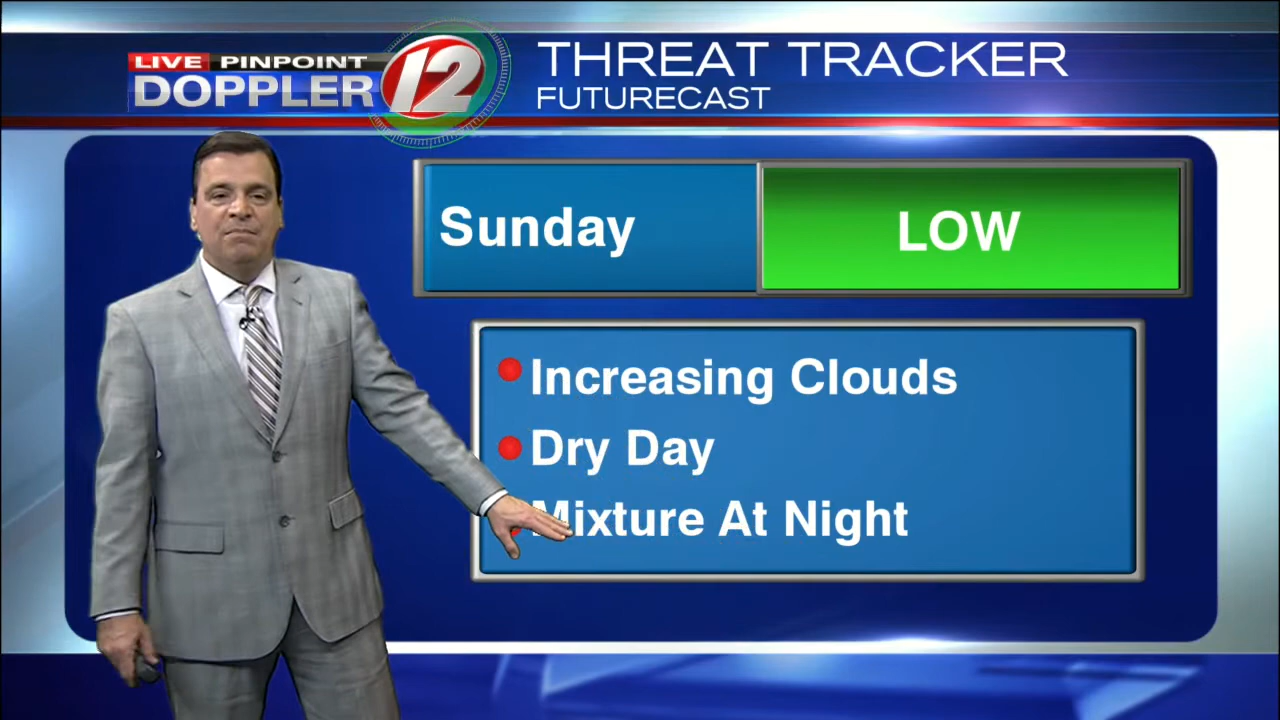 LIVE PINPOINT
DOPPLER 12
THREAT TRACKER
FUTURECAST
Sunday
LOW
Increasing Clouds
Dry Day
Mixture At Night